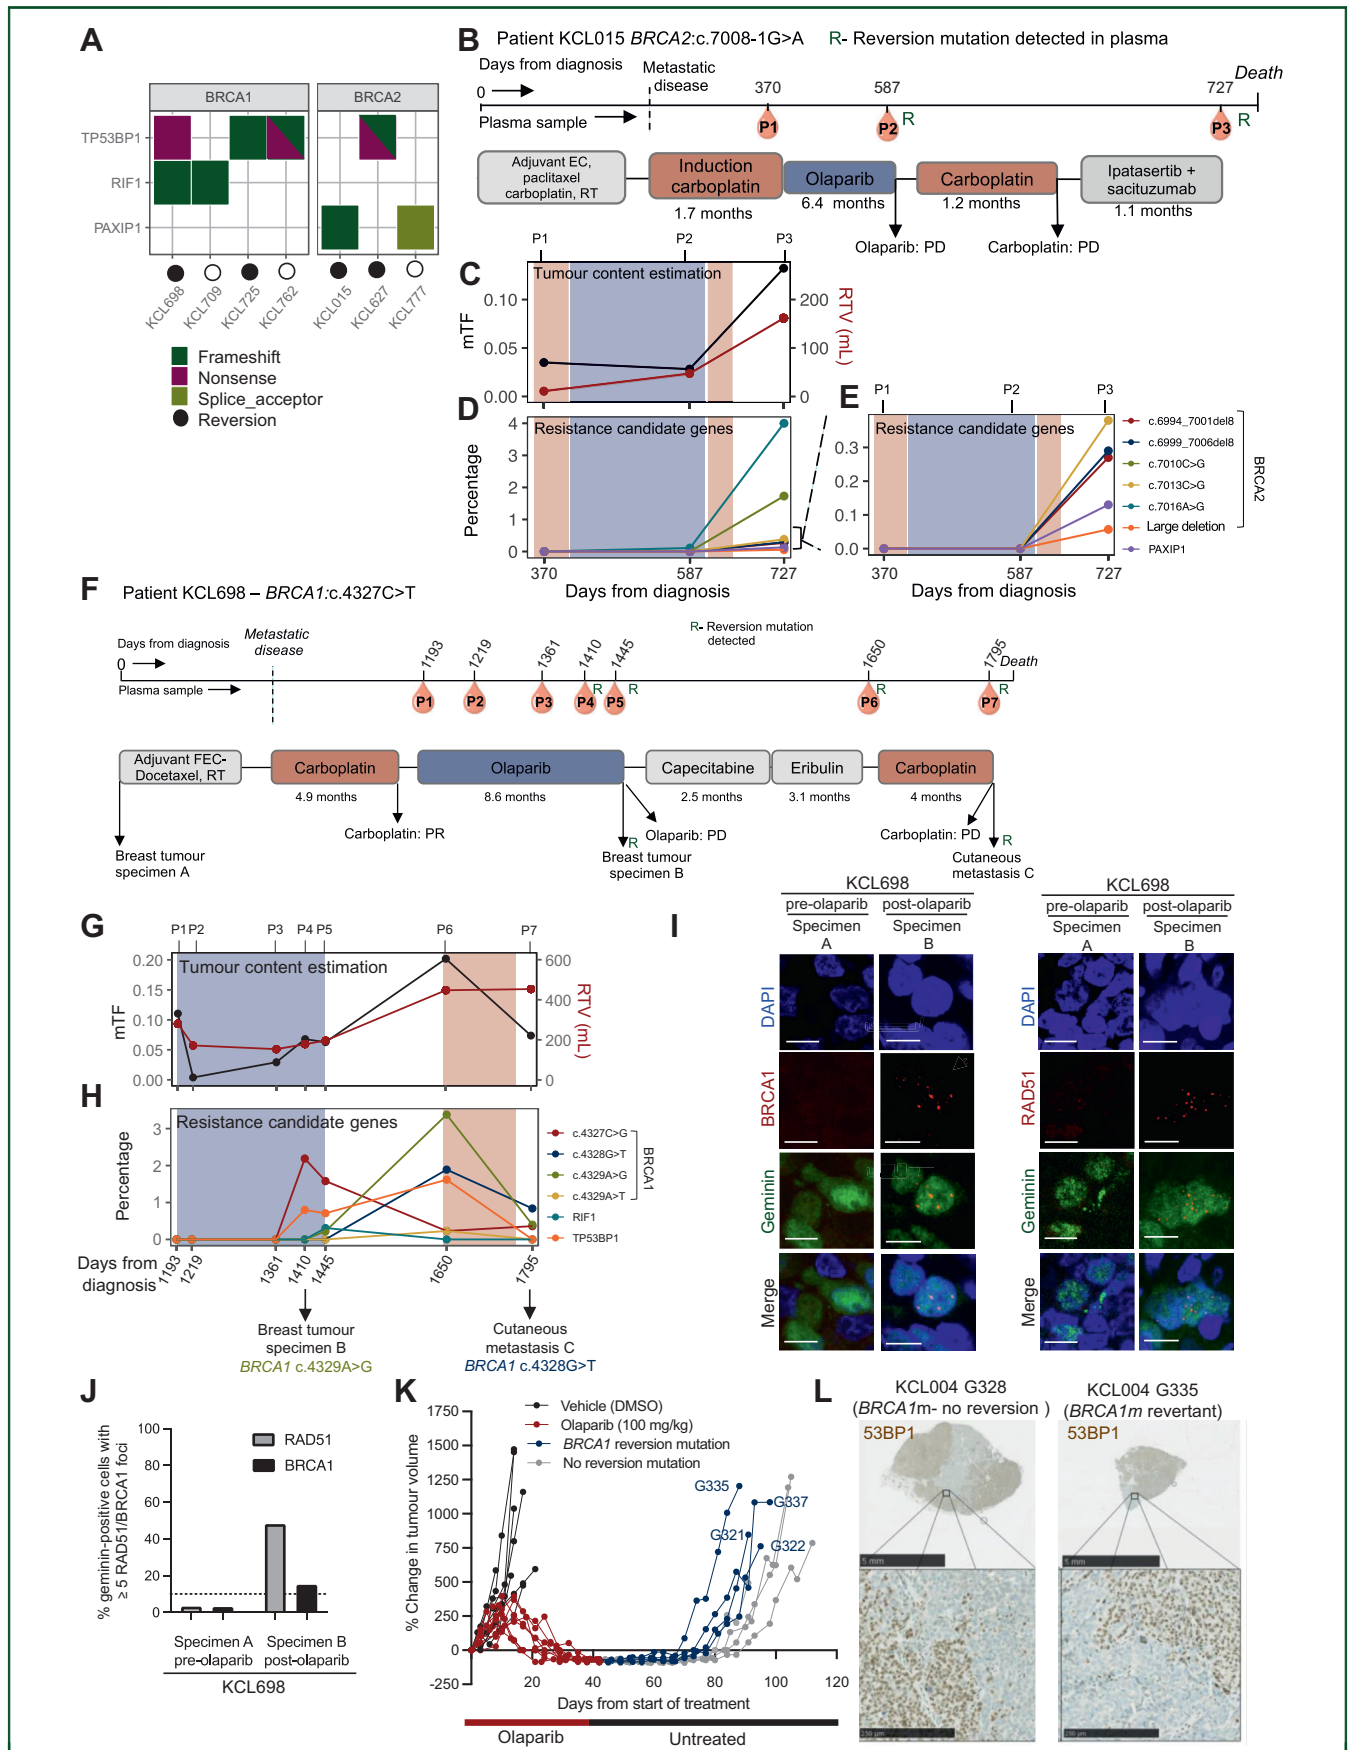 A
BRCA1
BRCA2
TP53BP1
RIF1
PAXIP1
KCL698
KCL709
KCL725
KCL762
KCL015
KCL627
KCL777
Frameshift
Nonsense
Splice_acceptor
Reversion
B
Patient KCL015 BRCA2:c.7008-1G>A
R- Reversion mutation detected in plasma
Days from diagnosis
0
Metastatic
disease
370
587
727
Death
Plasma sample
P1
P2
R
P3
R
Adjuvant EC,
paclitaxel
carboplatin, RT
Induction
carboplatin
Olaparib
Carboplatin
Ipatasertib +
sacituzumab
1.7 months
6.4 months
1.2 months
1.1 months
Olaparib: PD
Carboplatin: PD
C
P1
P2
P3
Tumour content estimation
mTF
0.10
0.05
0.00
RTV (mL)
200
100
0
D
Resistance candidate genes
Percentage
4
3
2
1
0
370
587
727
Days from diagnosis
E
P1
P2
P3
Resistance candidate genes
0.3
0.2
0.1
0.0
370
587
727
Days from diagnosis
c.6994_7001del8
c.6999_7006del8
c.7010C>G
c.7013C>G
c.7016A>G
Large deletion
PAXIP1
BRCA2
F
Patient KCL698 – BRCA1:c.4327C>T
Days from diagnosis
0
Plasma sample
Metastatic
disease
R- Reversion mutation
detected
1193
1219
1361
1410
1445
1650
1795
Death
P1
P2
P3
P4
R
P5
R
P6
R
P7
R
Adjuvant FEC-
Docetaxel, RT
Carboplatin
Olaparib
Capecitabine
Eribulin
Carboplatin
4.9 months
8.6 months
2.5 months
3.1 months
4 months
Carboplatin: PR
Olaparib: PD
Carboplatin: PD
Breast tumour
specimen A
R
Breast tumour
specimen B
R
Cutaneous
metastasis C
G
P1
P2
P3
P4
P5
P6
P7
Tumour content estimation
mTF
0.20
0.15
0.10
0.05
0.00
RTV (mL)
600
400
200
0
H
Resistance candidate genes
Percentage
3
2
1
0
c.4327C>G
c.4328G>T
c.4329A>G
c.4329A>T
RIF1
TP53BP1
BRCA1
Days from
diagnosis
1193
1219
1361
1410
1445
1650
1795
Breast tumour
specimen B
BRCA1 c.4329A>G
Cutaneous
metastasis C
BRCA1 c.4328G>T
I
KCL698
pre-olaparib
post-olaparib
Specimen
A
Specimen
B
DAPI
BRCA1
Geminin
Merge
KCL698
pre-olaparib
post-olaparib
Specimen
A
Specimen
B
DAPI
RAD51
Geminin
Merge
J
% geminin-positive cells with
≥ 5 RAD51/BRCA1 foci
100
80
60
40
20
0
RAD51
BRCA1
Specimen A
pre-olaparib
Specimen B
post-olaparib
KCL698
K
% Change in tumour volume
1750
1500
1250
1000
750
500
250
0
-250
Vehicle (DMSO)
Olaparib (100 mg/kg)
BRCA1 reversion mutation
No reversion mutation
G335
G337
G321
G322
20
40
60
80
100
120
Days from start of treatment
Olaparib
Untreated
L
KCL004 G328
(BRCA1m- no reversion )
53BP1
5 mm
250 µm
KCL004 G335
(BRCA1m revertant)
53BP1
5 mm
250 µm